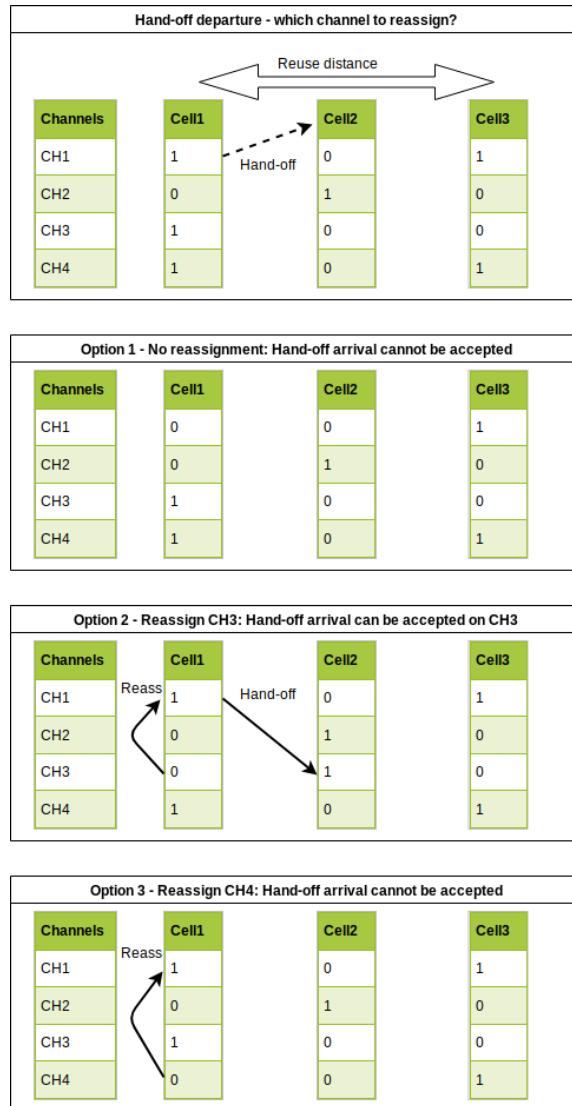 Hand-off departure - which channel to reassign?
Reuse distance
Channels Cell1 Cell2 Cell3
CH1 1 0 1
Hand-off
CH2 0 1 0
CH3 1 0 0
CH4 1 0 1
Option 1 - No reassignment: Hand-off arrival cannot be accepted
Channels Cell1 Cell2 Cell3
CH1 0 0 1
CH2 0 1 0
CH3 1 0 0
CH4 1 0 1
Option 2 - Reassign CH3: Hand-off arrival can be accepted on CH3
Channels Cell1 Cell2 Cell3
Reass Hand-off
CH1 1 0 1
CH2 0 1 0
CH3 0 1 0
CH4 1 0 1
Option 3 - Reassign CH4: Hand-off arrival cannot be accepted
Channels Cell1 Cell2 Cell3
Reass
CH1 1 0 1
CH2 0 1 0
CH3 1 0 0
CH4 0 0 1